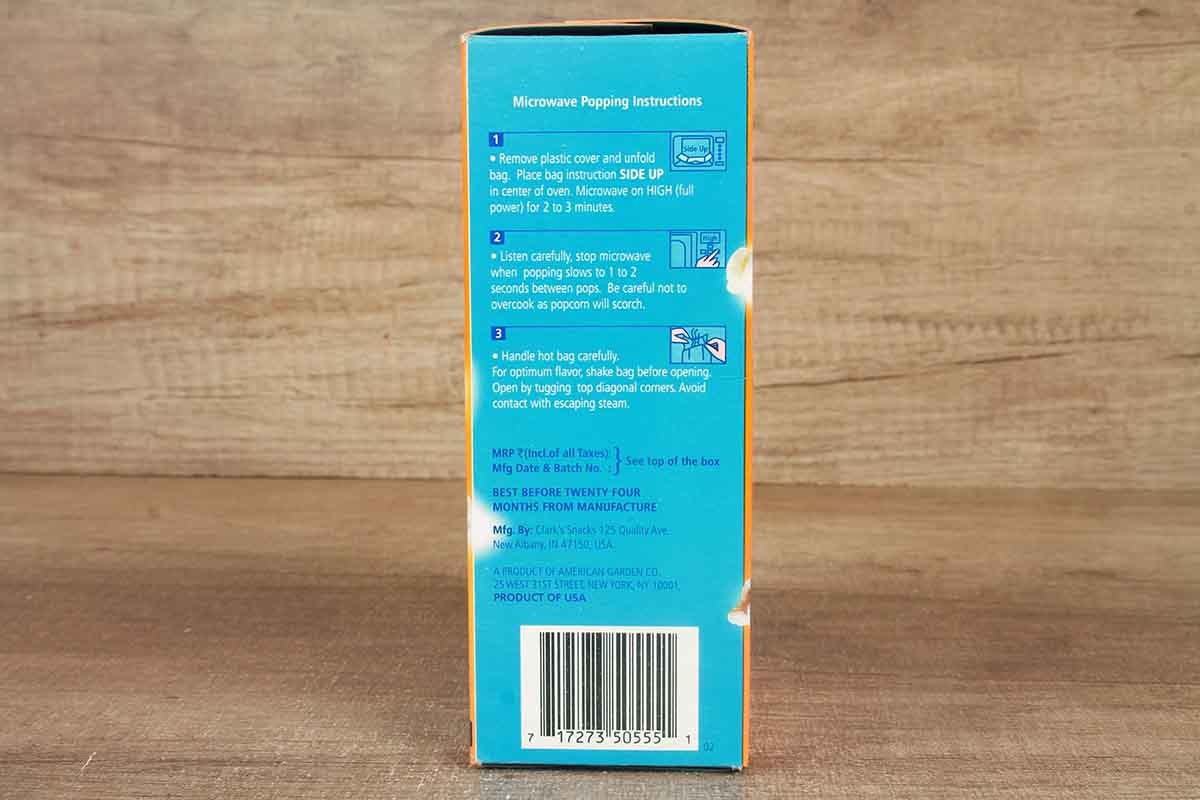 Microwave Popping Instructions
1
Side Up
• Remove plastic cover and unfold
bag. Place bag instruction SIDE UP
in center of oven. Microwave on HIGH (full
power) for 2 to 3 minutes.
2
High
• Listen carefully, stop microwave
when popping slows to 1 to 2
seconds between pops. Be careful not to
overcook as popcorn will scorch.
3
• Handle hot bag carefully.
For optimum flavor, shake bag before opening.
Open by tugging top diagonal corners. Avoid
contact with escaping steam.
MRP ₹(Incl.of all Taxes):
Mfg Date & Batch No. :
} See top of the box
BEST BEFORE TWENTY FOUR
MONTHS FROM MANUFACTURE
Mfg. By: Clark's Snacks 125 Quality Ave.
New Albany, IN 47150, USA.
A PRODUCT OF AMERICAN GARDEN CO.,
25 WEST 31ST STREET, NEW YORK, NY 10001,
PRODUCT OF USA
7 17273 50555 1
02